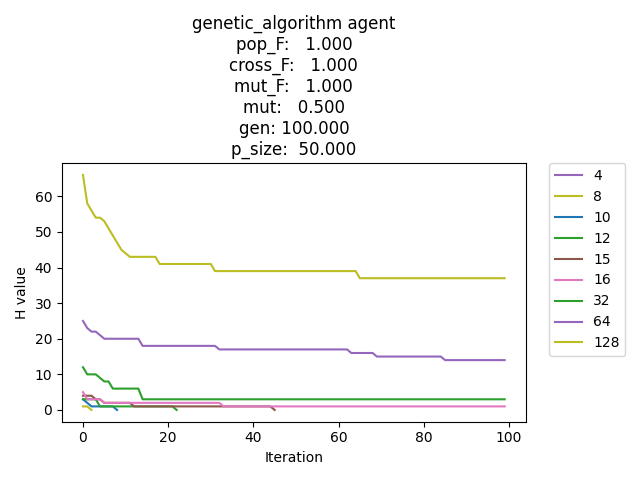 genetic_algorithm agent
pop_F: 1.000
cross_F: 1.000
mut_F: 1.000
mut: 0.500
gen: 100.000
p_size: 50.000
H value
60
50
40
30
20
10
0
0 20 40 60 80 100
Iteration
4
8
10
12
15
16
32
64
128